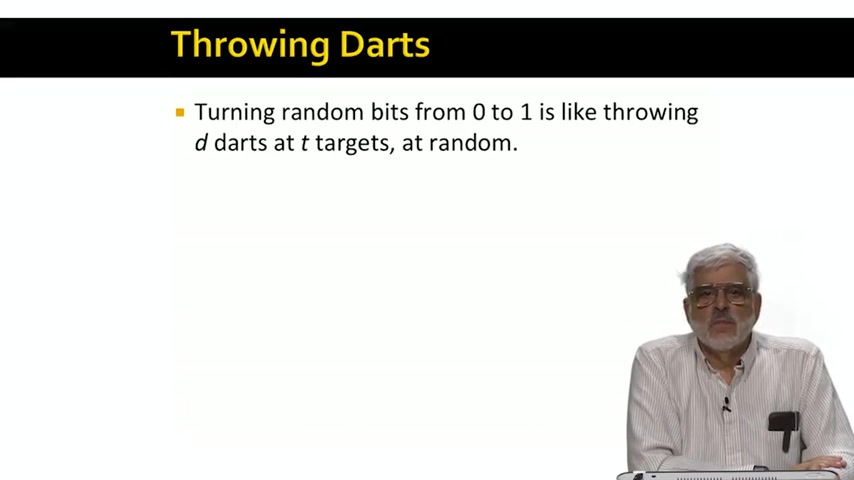 Throwing Darts
Turning random bits from 0 to 1 is like throwing
d darts at t targets, at random.